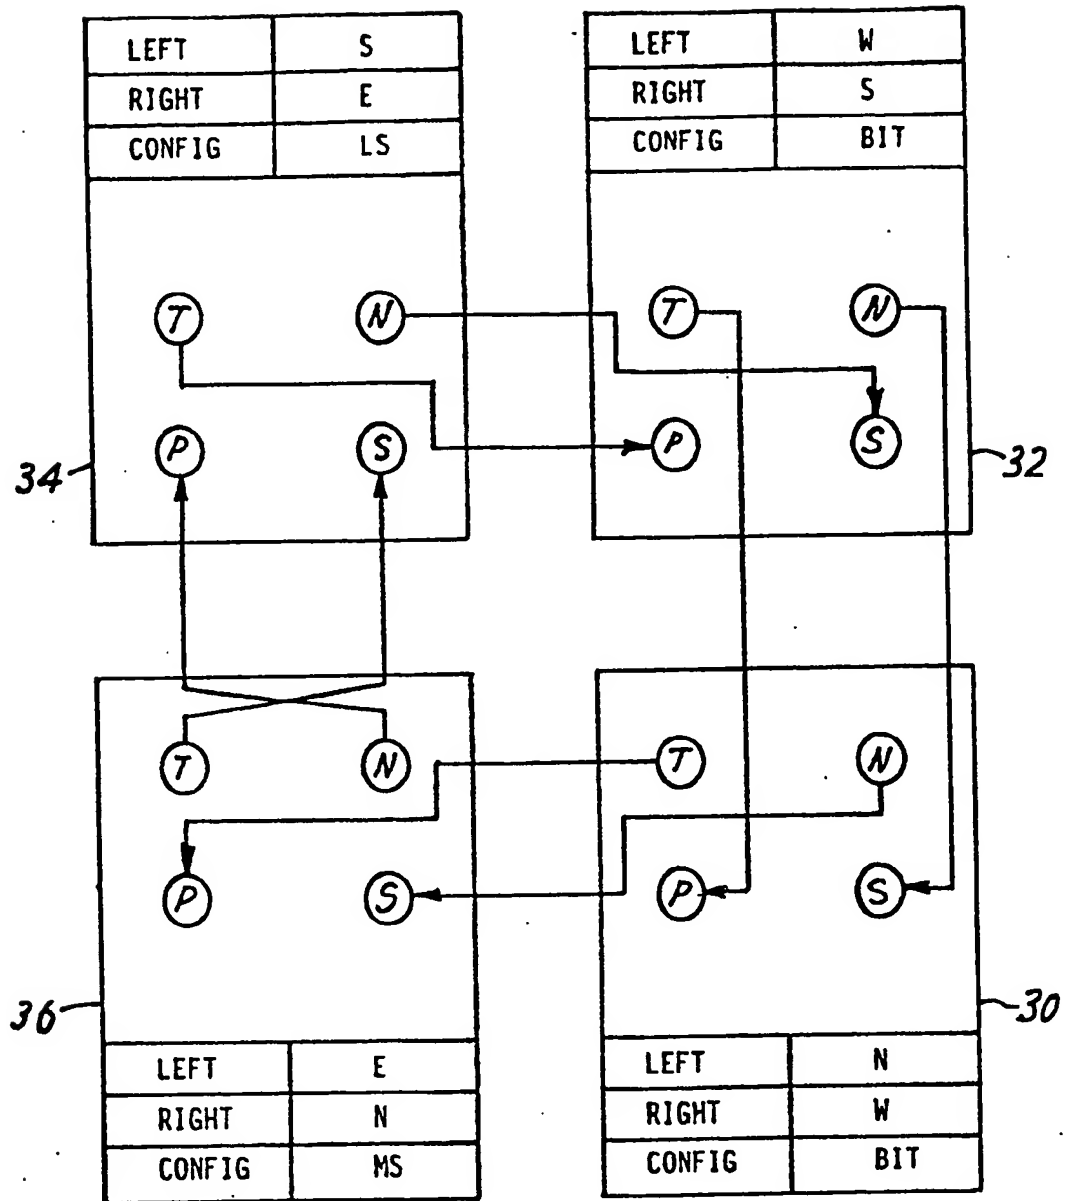 LEFT S
RIGHT E
CONFIG LS
T N
P S
34
LEFT W
RIGHT S
CONFIG BIT
T N
P S
32
T N
P S
36
LEFT E
RIGHT N
CONFIG MS
T N
P S
30
LEFT N
RIGHT W
CONFIG BIT